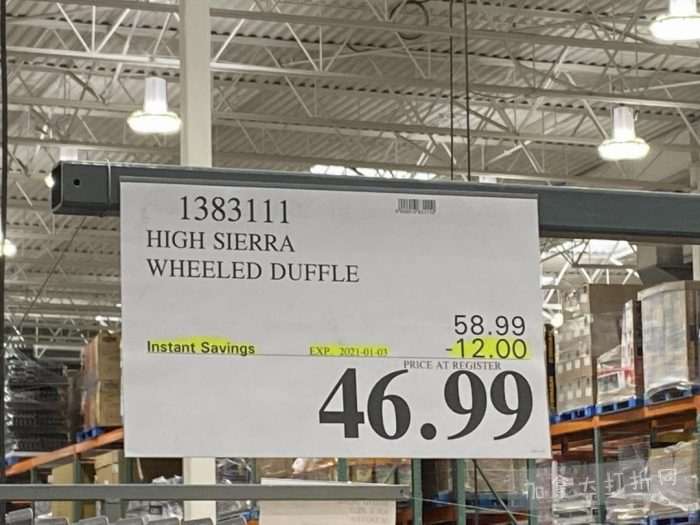 1383111
HIGH SIERRA
WHEELED DUFFLE
58.99
Instant Savings EXP. 2021-01-03 -12.00
PRICE AT REGISTER
46.99
加拿大打折网